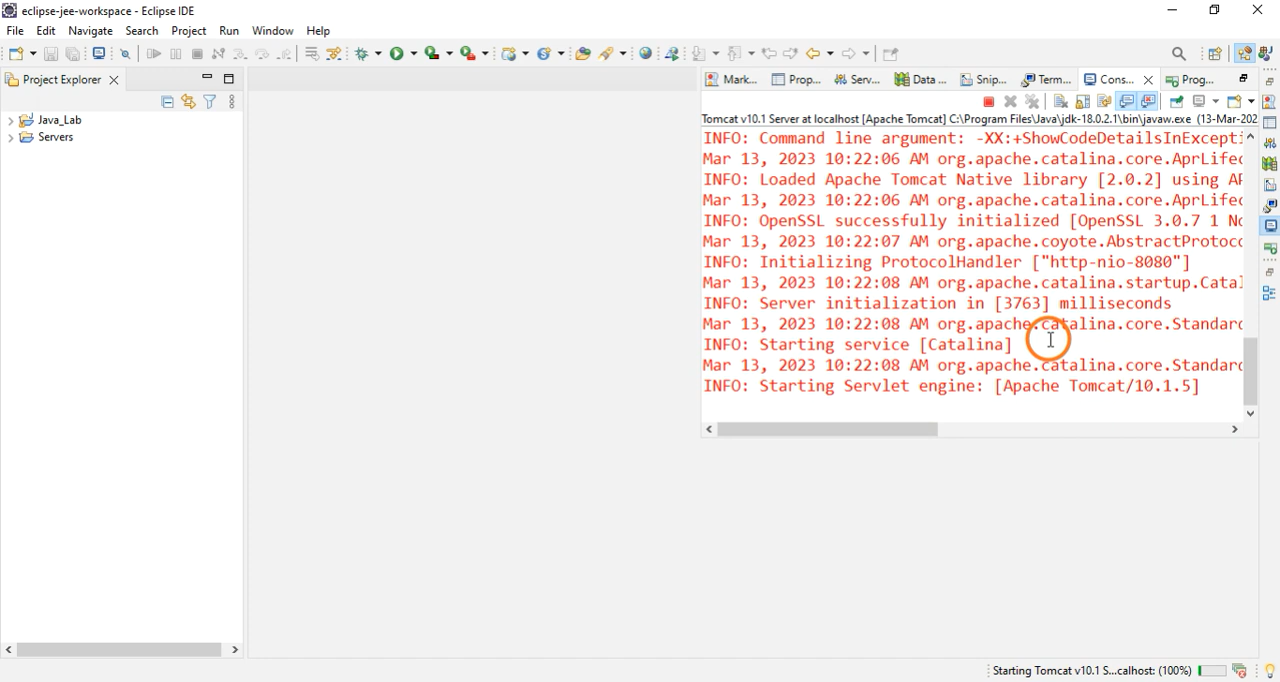 eclipse-jee-workspace - Eclipse IDE
File Edit Navigate Search Project Run Window Help
Project Explorer
Mark... Prop... Serv... Data ... Snip... Term... Cons... Prog...
Java_Lab
Servers
Tomcat v10.1 Server at localhost [Apache Tomcat] C:\Program Files\Java\jdk-18.0.2.1\bin\javaw.exe (13-Mar-202
INFO: Command line argument: -XX:+ShowCodeDetailsInExcepti
Mar 13, 2023 10:22:06 AM org.apache.catalina.core.AprLifec
INFO: Loaded Apache Tomcat Native library [2.0.2] using AP
Mar 13, 2023 10:22:06 AM org.apache.catalina.core.AprLifec
INFO: OpenSSL successfully initialized [OpenSSL 3.0.7 1 No
Mar 13, 2023 10:22:07 AM org.apache.coyote.AbstractProtoco
INFO: Initializing ProtocolHandler ["http-nio-8080"]
Mar 13, 2023 10:22:08 AM org.apache.catalina.startup.Catal
INFO: Server initialization in [3763] milliseconds
Mar 13, 2023 10:22:08 AM org.apache.catalina.core.Standard
INFO: Starting service [Catalina]
Mar 13, 2023 10:22:08 AM org.apache.catalina.core.Standard
INFO: Starting Servlet engine: [Apache Tomcat/10.1.5]
Starting Tomcat v10.1 S...calhost: (100%)